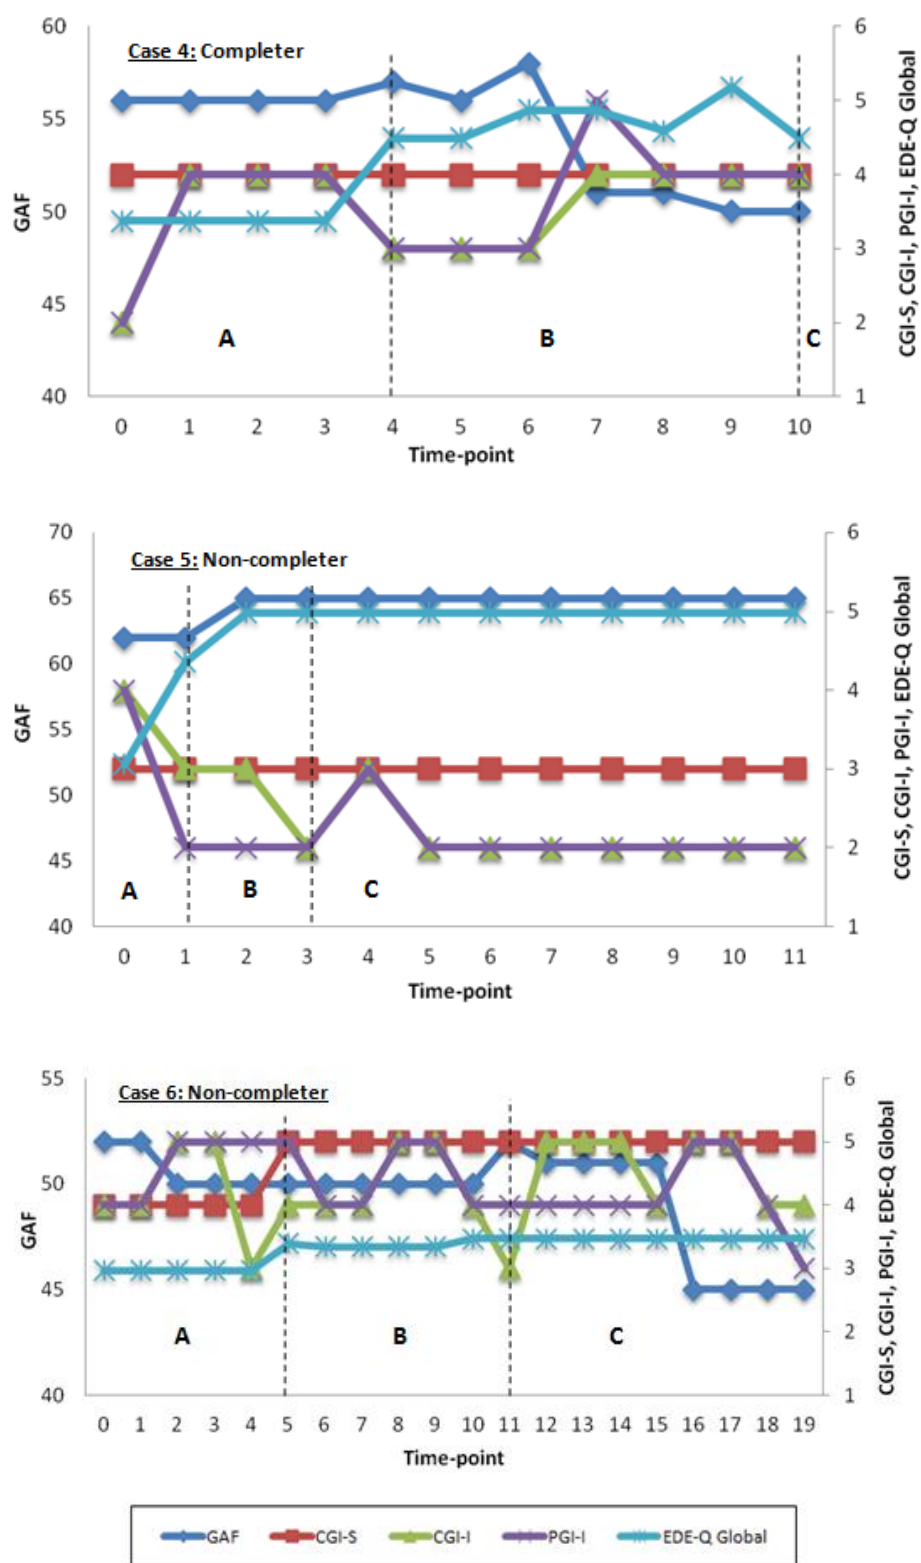 60
55
50
45
40
GAF
Case 4: Completer
A
B
C
6
5
4
3
2
1
CGI-S, CGI-I, PGI-I, EDE-Q Global
0 1 2 3 4 5 6 7 8 9 10
Time-point
70
65
60
55
50
45
40
GAF
Case 5: Non-completer
A
B
C
6
5
4
3
2
1
CGI-S, CGI-I, PGI-I, EDE-Q Global
0 1 2 3 4 5 6 7 8 9 10 11
Time-point
55
50
45
40
GAF
Case 6: Non-completer
A
B
C
6
5
4
3
2
1
CGI-S, CGI-I, PGI-I, EDE-Q Global
0 1 2 3 4 5 6 7 8 9 10 11 12 13 14 15 16 17 18 19
Time-point
GAF CGI-S CGI-I PGI-I EDE-Q Global